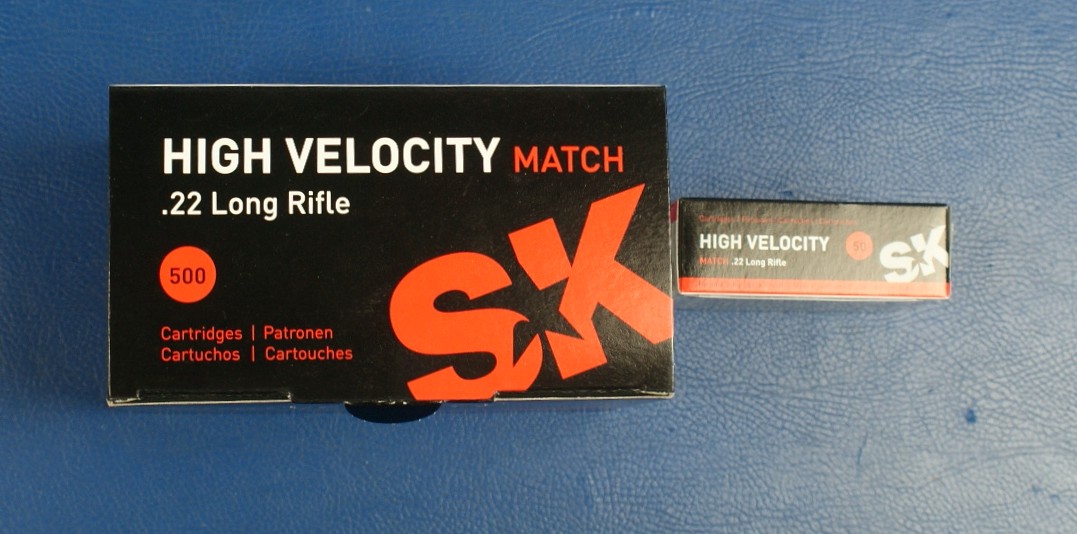 HIGH VELOCITY MATCH
.22 Long Rifle
500
Cartridges | Patronen
Cartuchos | Cartouches
SK
HIGH VELOCITY
50
MATCH .22 Long Rifle
SK